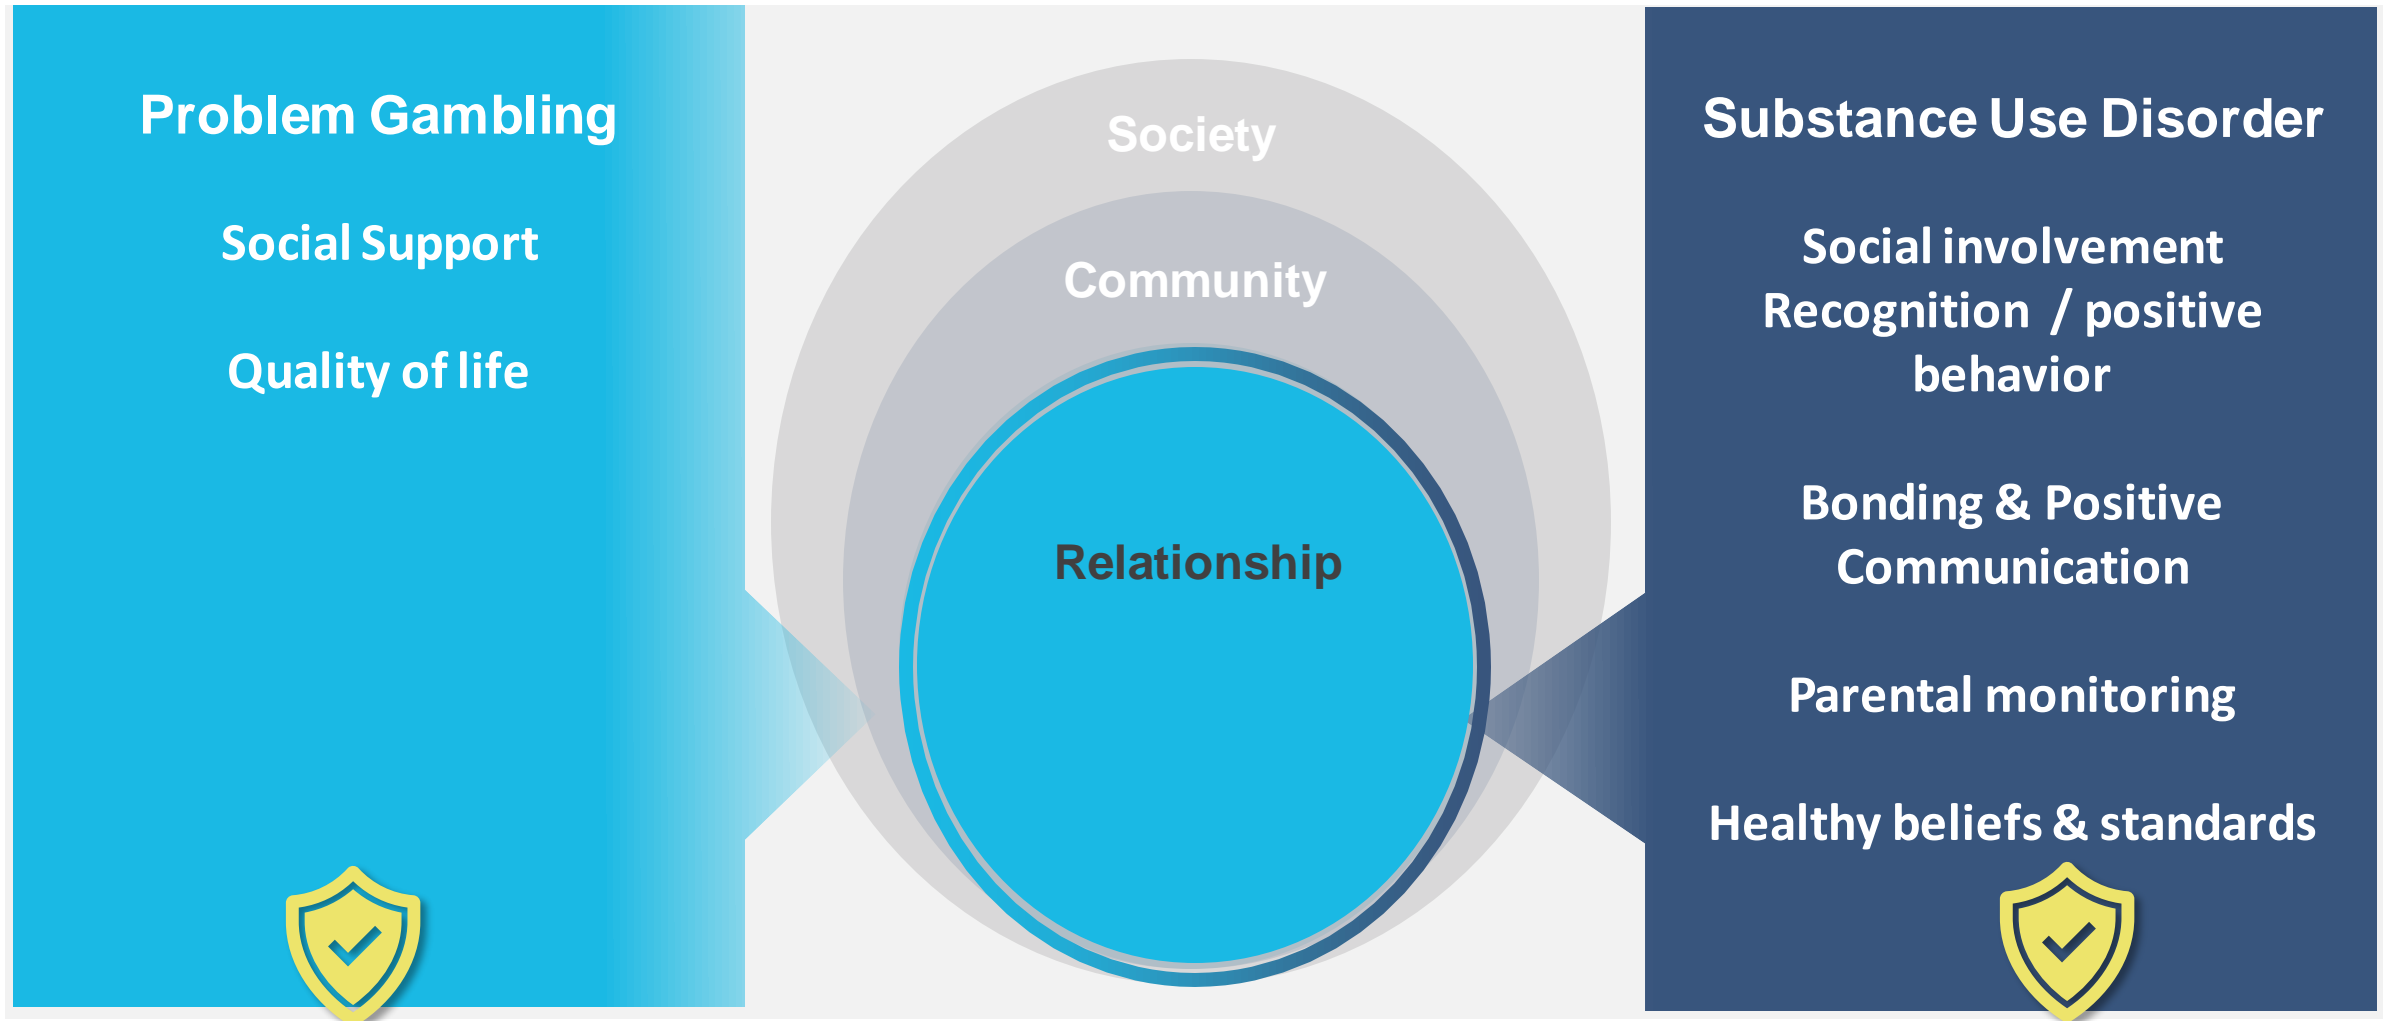 Problem Gambling
Social Support
Quality of life
Society
Community
Relationship
Substance Use Disorder
Social involvement
Recognition / positive
behavior
Bonding & Positive
Communication
Parental monitoring
Healthy beliefs & standards